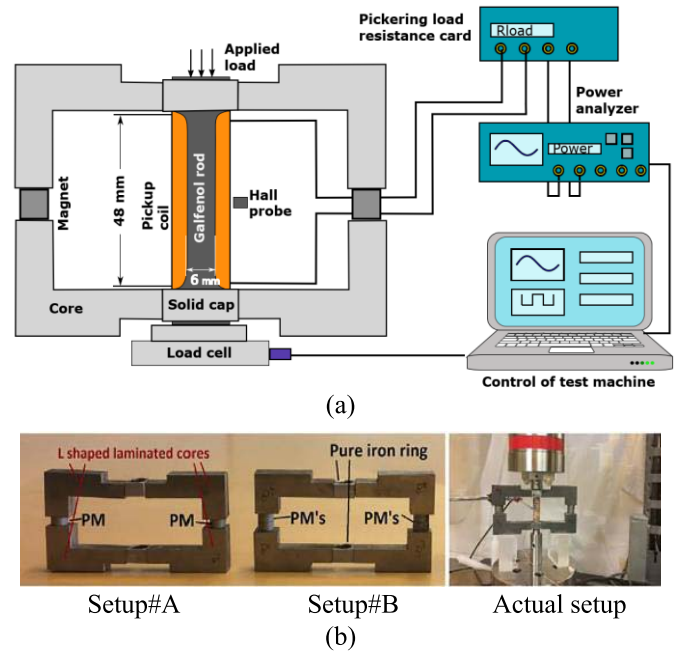 Pickering load
resistance card
Rload
Applied
load
Power
analyzer
Power
Magnet
48 mm
Pickup
coil
Galfenol rod
Hall
probe
6 mm
Core
Solid cap
Load cell
Control of test machine
(a)
L shaped laminated cores
Pure iron ring
PM
PM
PM's
PM's
Setup#A
Setup#B
Actual setup
(b)